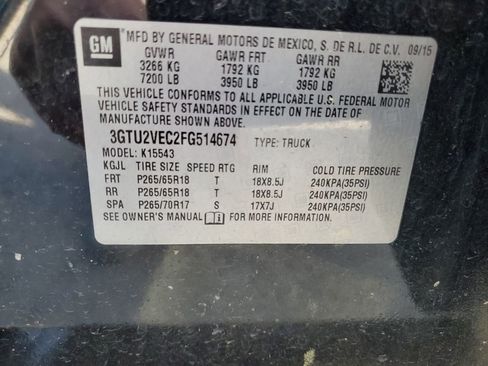 GM MFD BY GENERAL MOTORS DE MEXICO, S. DE R.L. DE C.V. 09/15
GVWR GAWR FRT GAWR RR
3266 KG 1792 KG 1792 KG
7200 LB 3950 LB 3950 LB
THIS VEHICLE CONFORMS TO ALL APPLICABLE U.S. FEDERAL MOTOR
VEHICLE SAFETY STANDARDS IN EFFECT ON THE DATE OF
MANUFACTURE SHOWN ABOVE.
3GTU2VEC2FG514674 TYPE: TRUCK
MODEL: K15543
KGJL TIRE SIZE SPEED RTG RIM COLD TIRE PRESSURE
FRT P265/65R18 T 18X8.5J 240KPA(35PSI)
RR P265/65R18 T 18X8.5J 240KPA(35PSI)
SPA P265/70R17 S 17X7J 240KPA(35PSI)
SEE OWNER'S MANUAL FOR MORE INFORMATION.